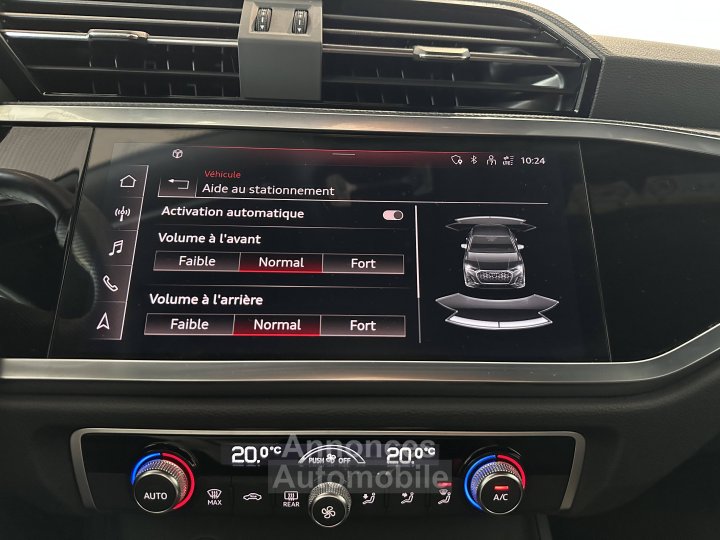 10:24
Véhicule
Aide au stationnement
Activation automatique
Volume à l'avant
Faible Normal Fort
Volume à l'arrière
Faible Normal Fort
20.0°C PUSH OFF 20.0°C
Annonces
Automobile
AUTO MAX REAR A/C